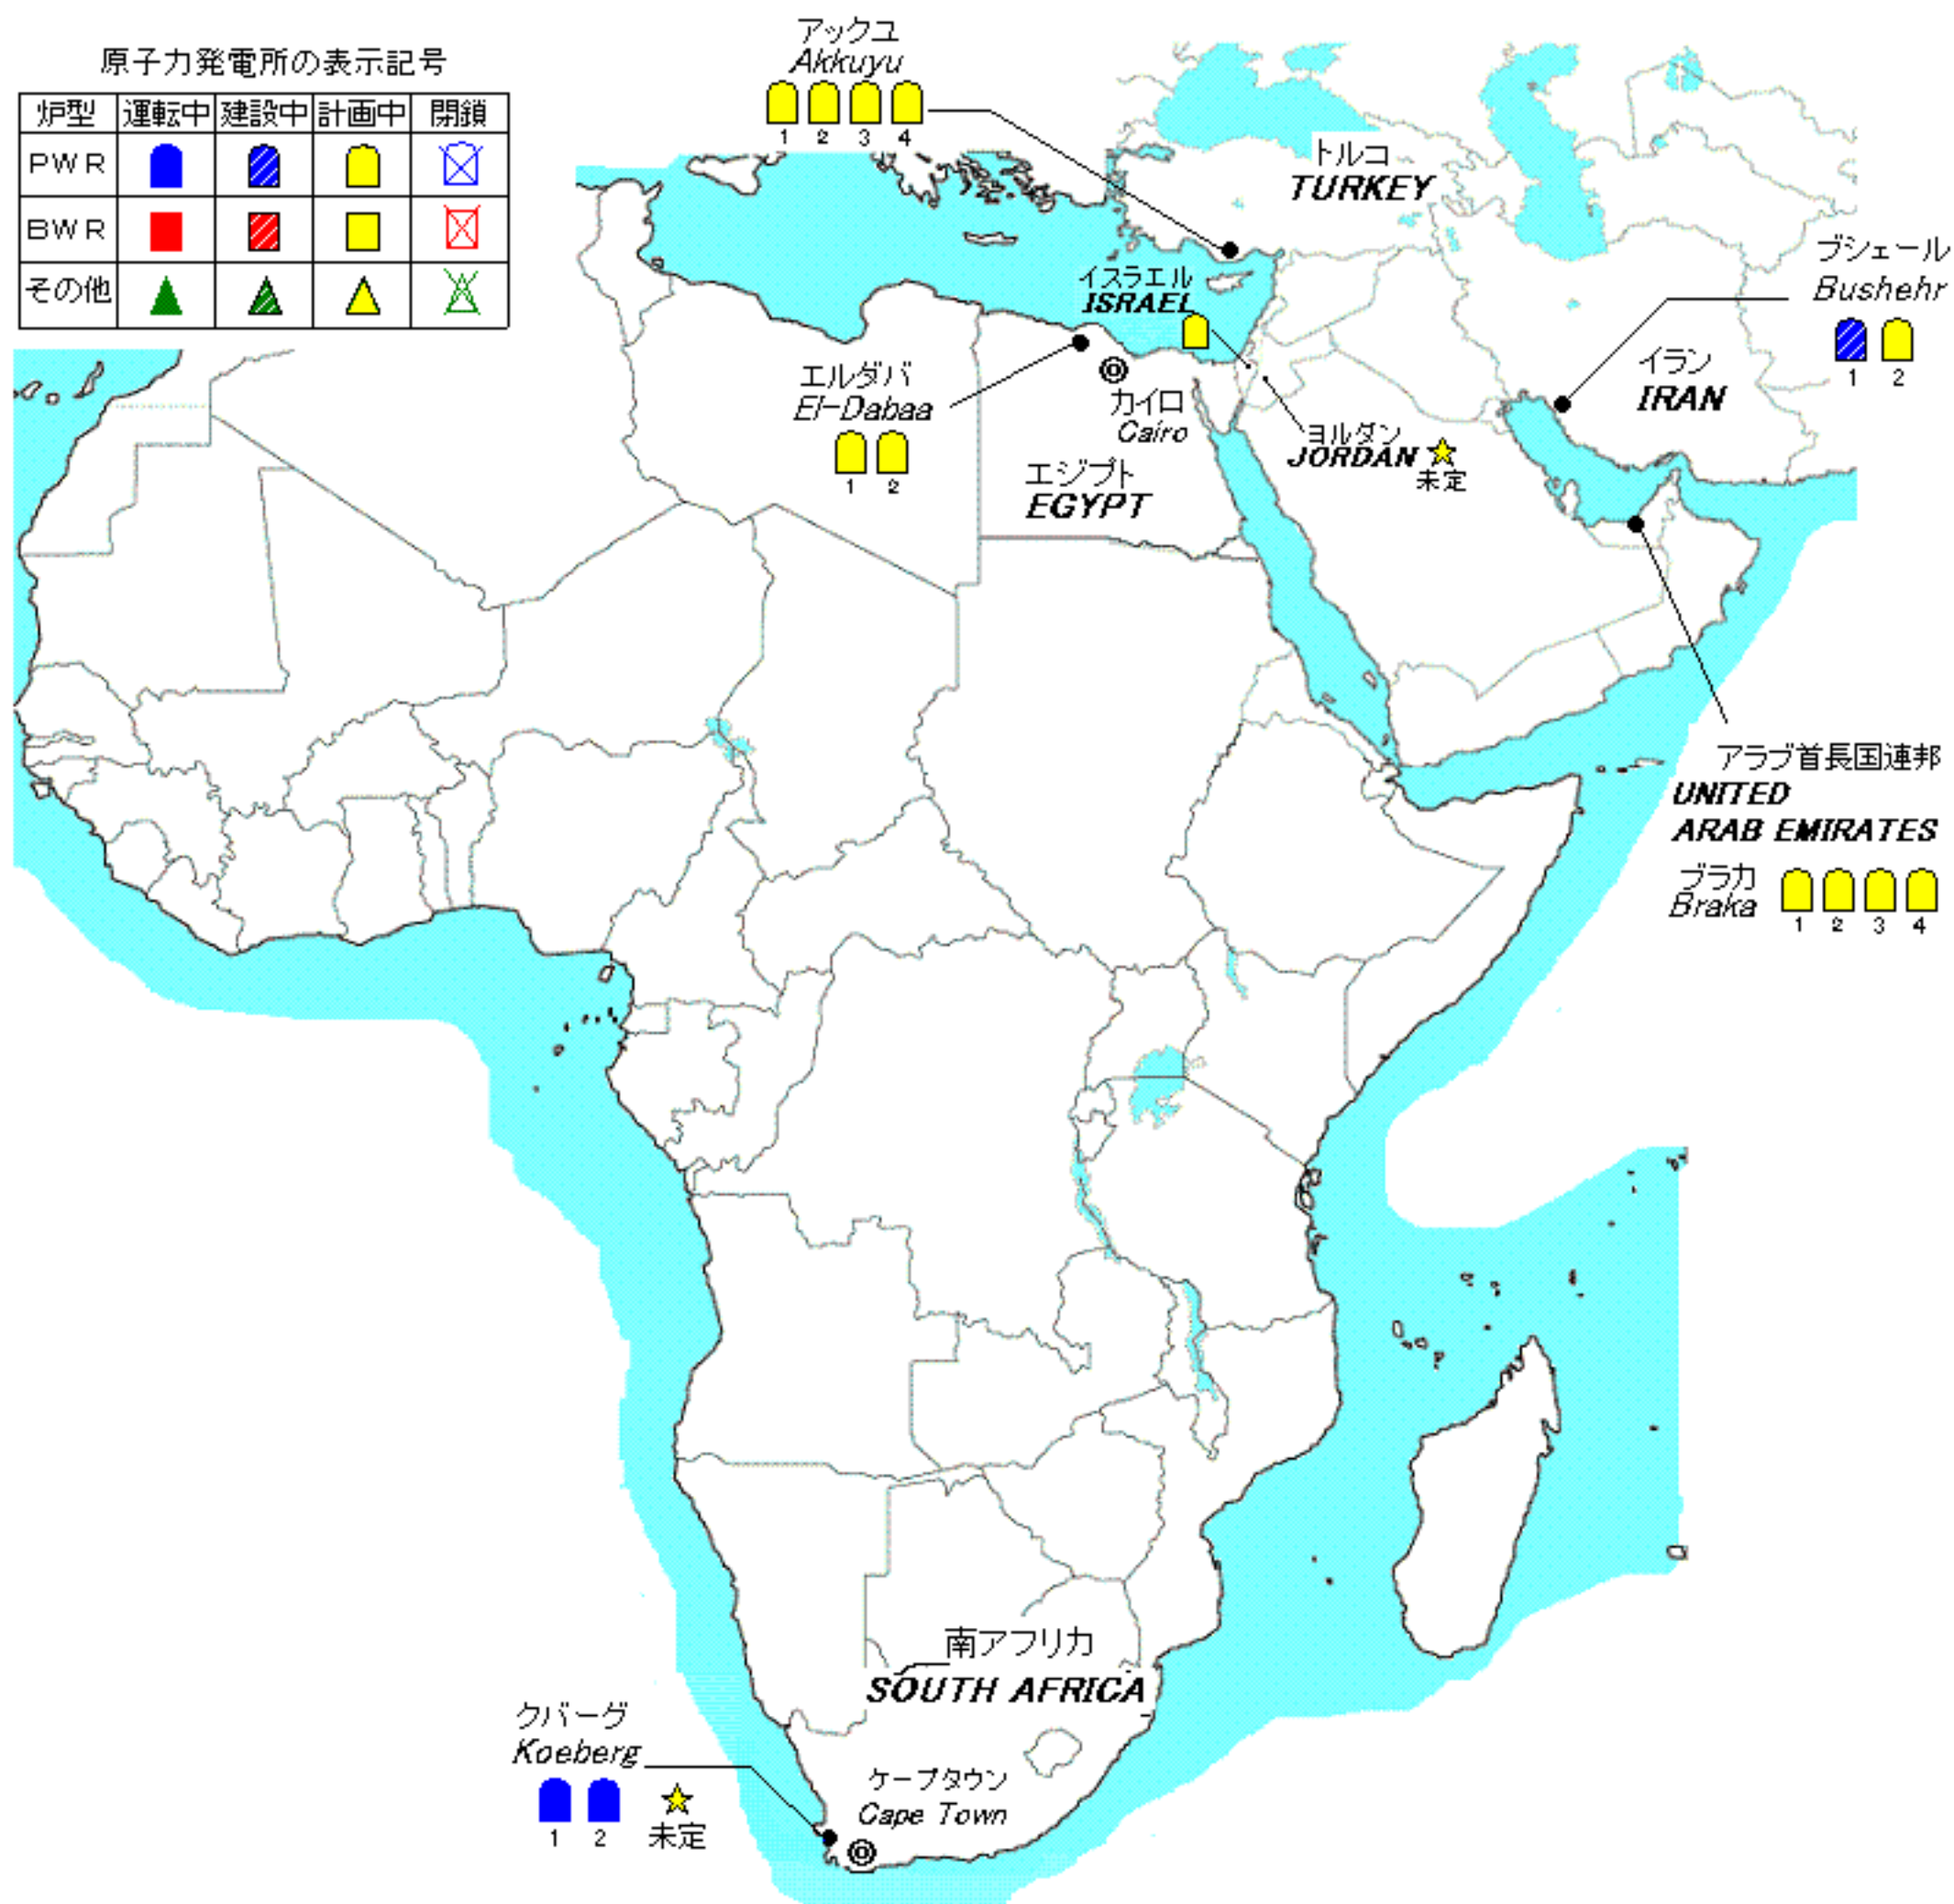 原子力発電所の表示記号
炉型 運転中 建設中 計画中 閉鎖
PWR
BWR
その他
アックユ
Akkuyu
1 2 3 4
トルコ
TURKEY
ブシェール
Bushehr
1 2
イスラエル
ISRAEL
イラン
IRAN
エルダバ
El-Dabaa
1 2
カイロ
Cairo
ヨルダン
JORDAN
未定
エジプト
EGYPT
アラブ首長国連邦
UNITED
ARAB EMIRATES
ブラカ
Braka
1 2 3 4
南アフリカ
SOUTH AFRICA
クバーグ
Koeberg
1 2 未定
ケープタウン
Cape Town